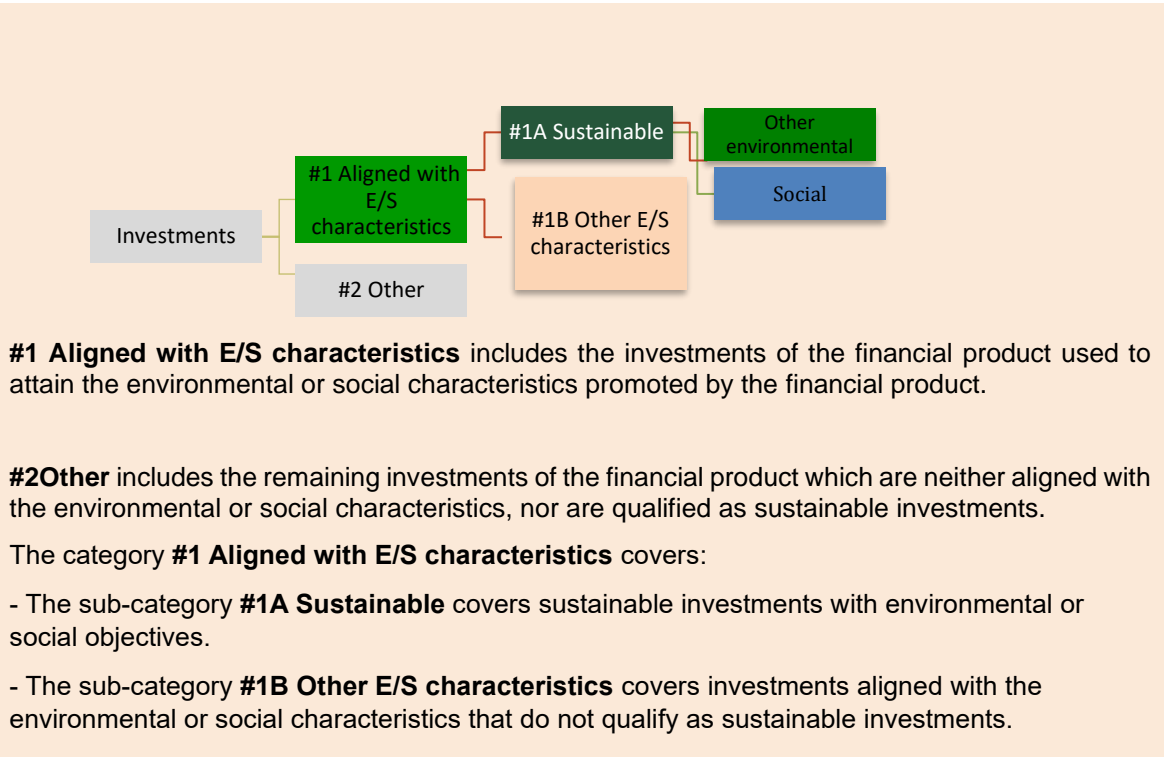 #1A Sustainable
Other
environmental
#1 Aligned with
E/S
characteristics
Social
#1B Other E/S
characteristics
Investments
#2 Other
#1 Aligned with E/S characteristics includes the investments of the financial product used to
attain the environmental or social characteristics promoted by the financial product.
#2Other includes the remaining investments of the financial product which are neither aligned with
the environmental or social characteristics, nor are qualified as sustainable investments.
The category #1 Aligned with E/S characteristics covers:
- The sub-category #1A Sustainable covers sustainable investments with environmental or
social objectives.
- The sub-category #1B Other E/S characteristics covers investments aligned with the
environmental or social characteristics that do not qualify as sustainable investments.